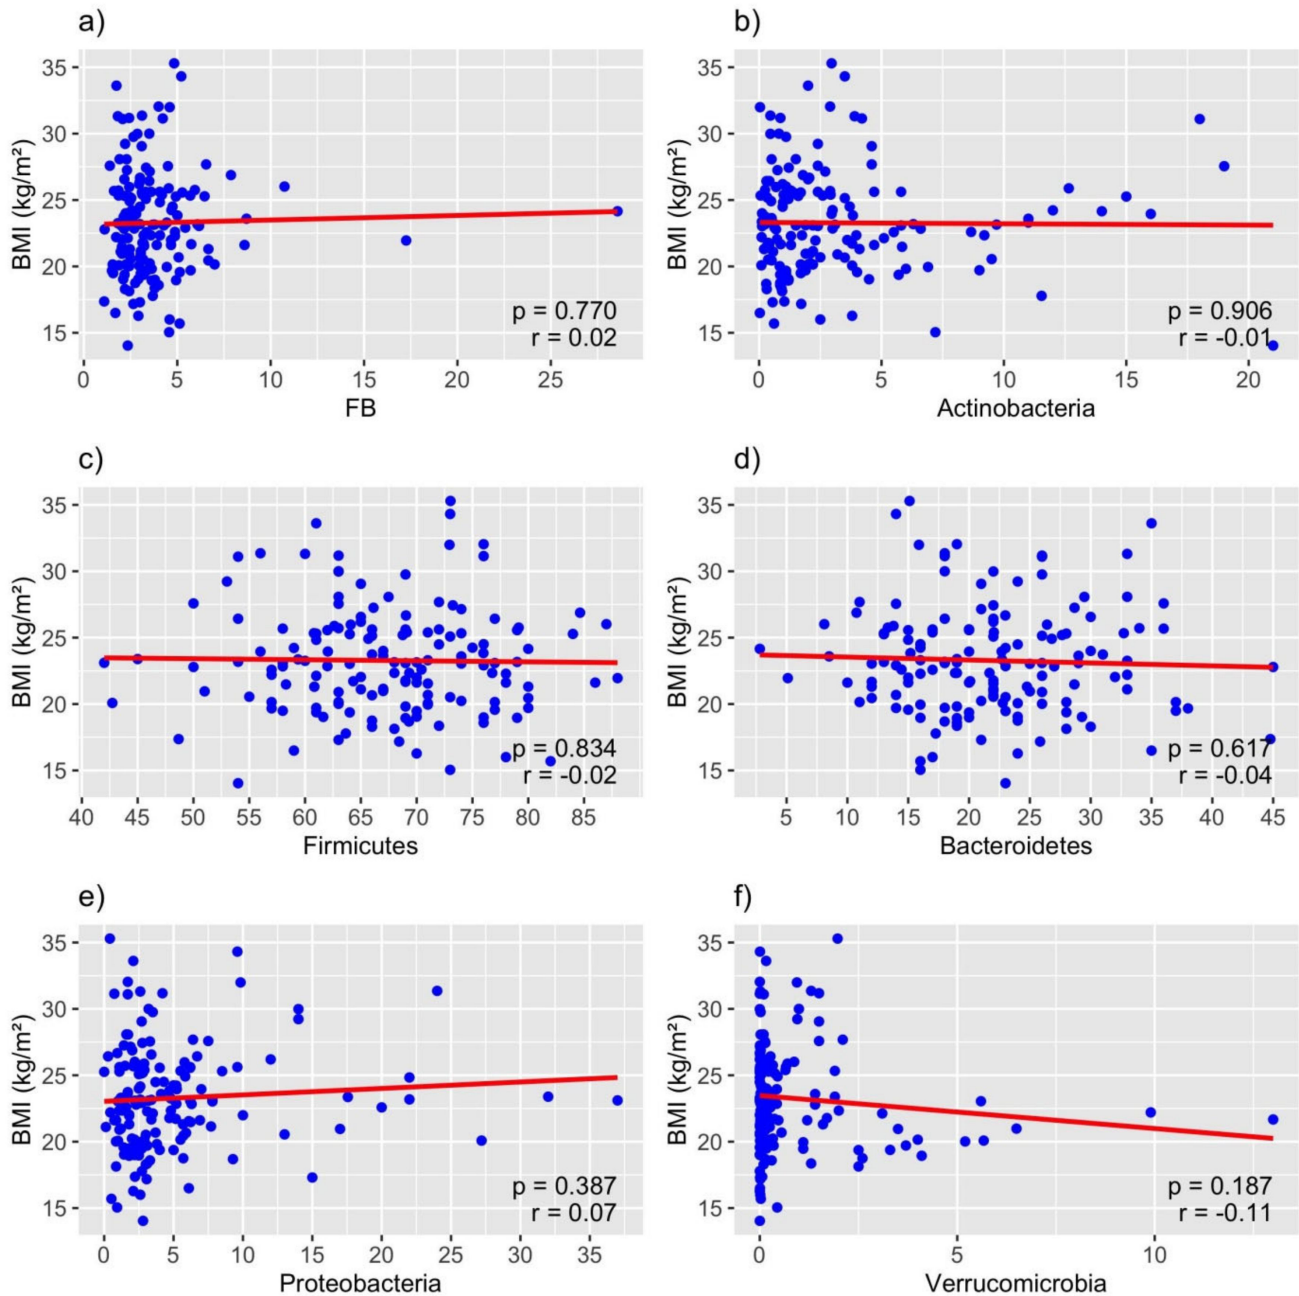 a)
BMI (kg/m²)
35
30
25
20
15
p = 0.770
r = 0.02
0 5 10 15 20 25
FB
b)
BMI (kg/m²)
35
30
25
20
15
p = 0.906
r = -0.01
0 5 10 15 20
Actinobacteria
c)
BMI (kg/m²)
35
30
25
20
15
p = 0.834
r = -0.02
40 45 50 55 60 65 70 75 80 85
Firmicutes
d)
BMI (kg/m²)
35
30
25
20
15
p = 0.617
r = -0.04
5 10 15 20 25 30 35 40 45
Bacteroidetes
e)
BMI (kg/m²)
35
30
25
20
15
p = 0.387
r = 0.07
0 5 10 15 20 25 30 35
Proteobacteria
f)
BMI (kg/m²)
35
30
25
20
15
p = 0.187
r = -0.11
0 5 10
Verrucomicrobia